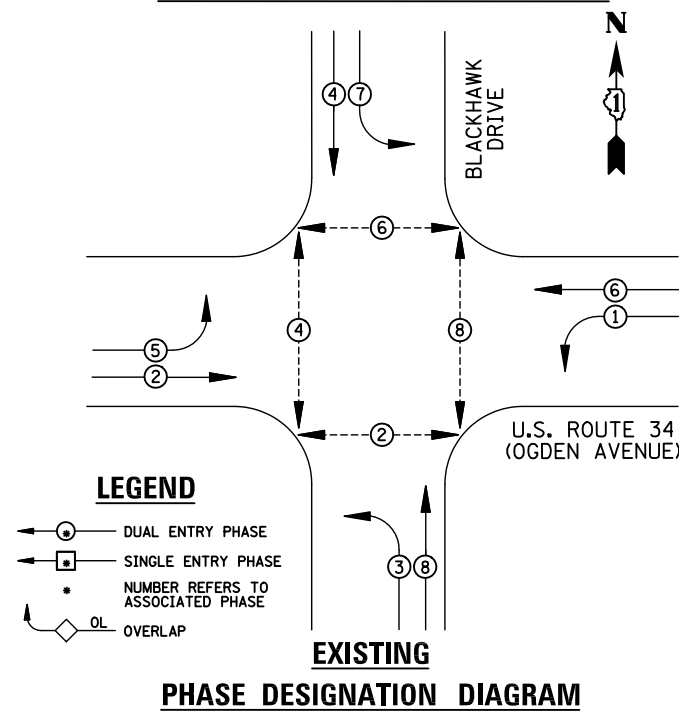 N
1
BLACKHAWK
DRIVE
4 7
6
6
1
4
8
5
2
2
U.S. ROUTE 34
(OGDEN AVENUE)
3 8
LEGEND
* DUAL ENTRY PHASE
* SINGLE ENTRY PHASE
* NUMBER REFERS TO
ASSOCIATED PHASE
OL OVERLAP
EXISTING
PHASE DESIGNATION DIAGRAM